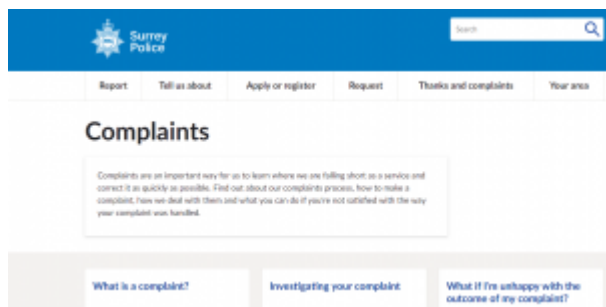 Surrey
Police
Search
Report Tell us about Apply or register Request Thanks and complaints Your area
Complaints
Complaints are an important way for us to learn where we are falling short as a service and
correct it as quickly as possible. Find out about our complaints process, how to make a
complaint, how we deal with them and what you can do if you're not satisfied with the way
your complaint was handled.
What is a complaint?
Investigating your complaint
What if I'm unhappy with the
outcome of my complaint?